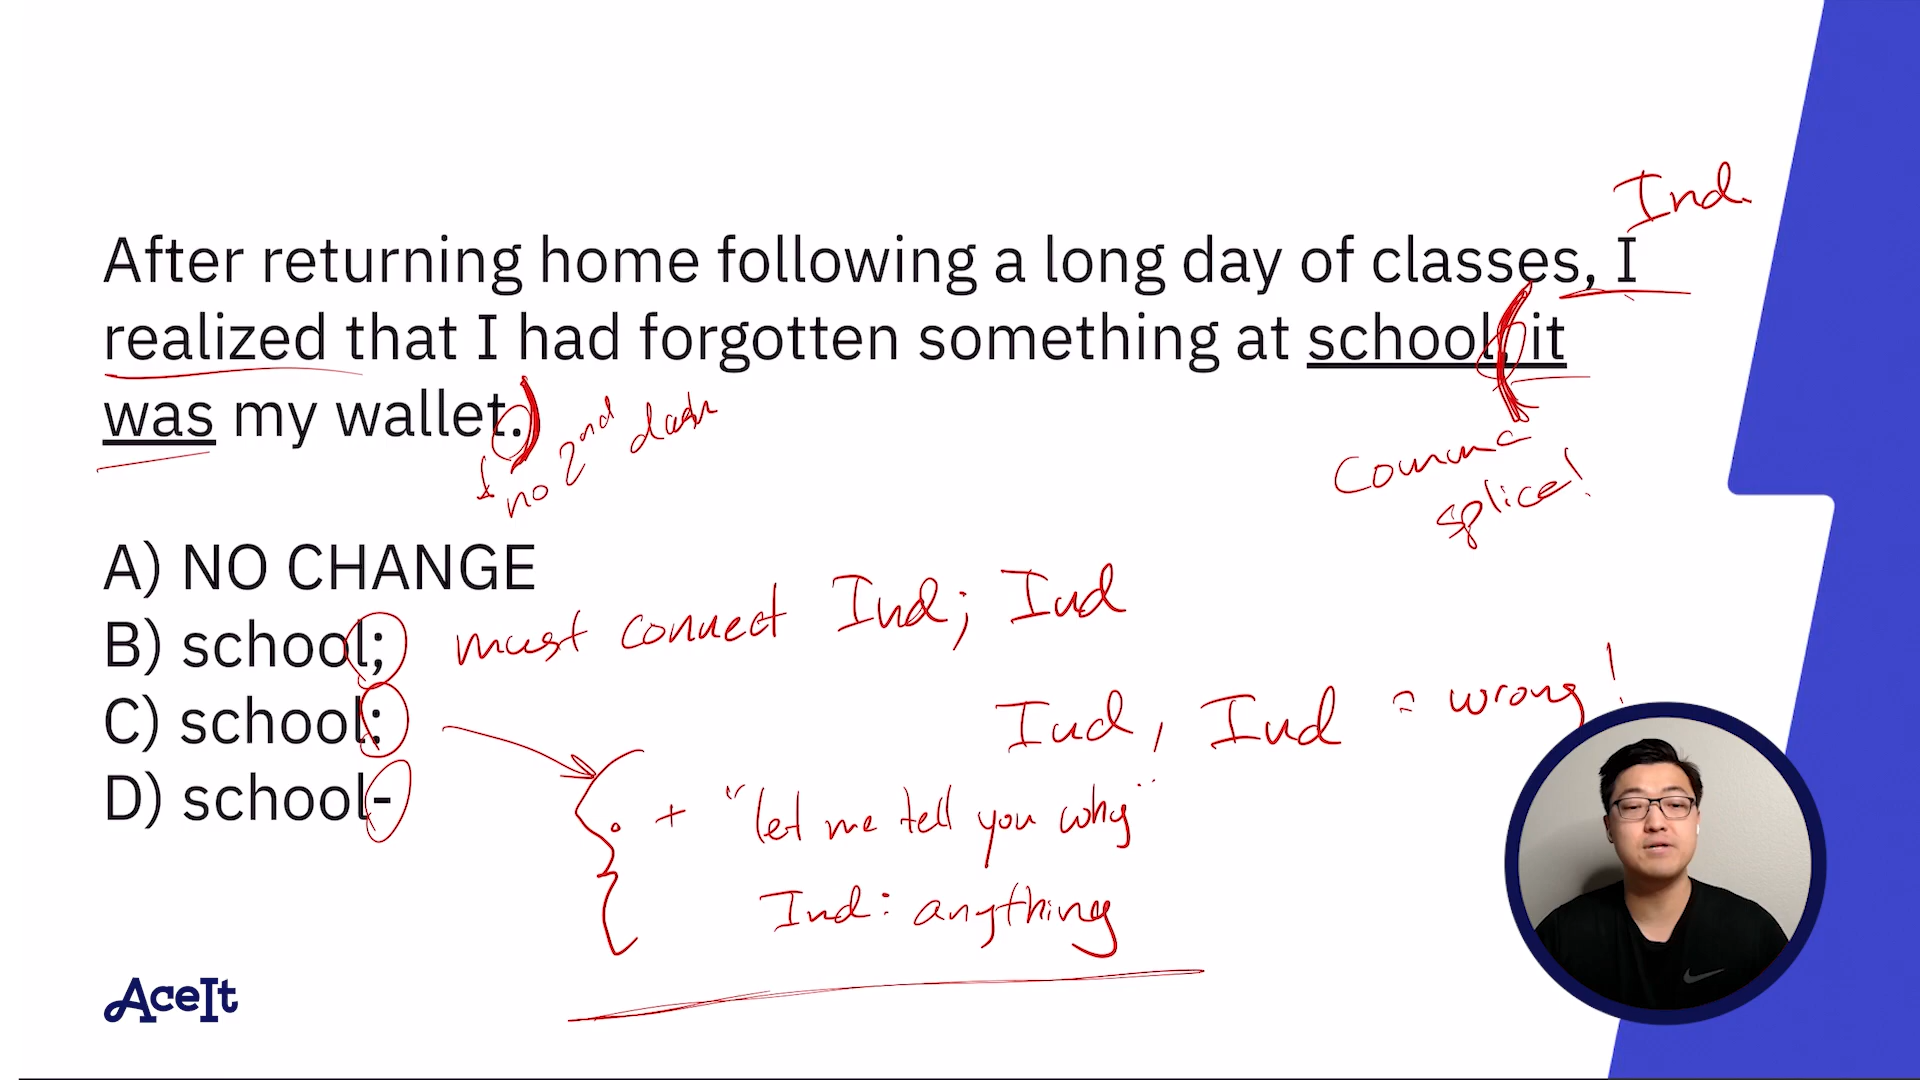 Ind.
After returning home following a long day of classes, I
realized that I had forgotten something at school, it
was my wallet.
no 2nd dash
comma
splice!
A) NO CHANGE
B) school; must connect Ind; Ind
C) school:
Ind, Ind = wrong!
D) school-
. + "let me tell you why"
Ind: anything
AceIt